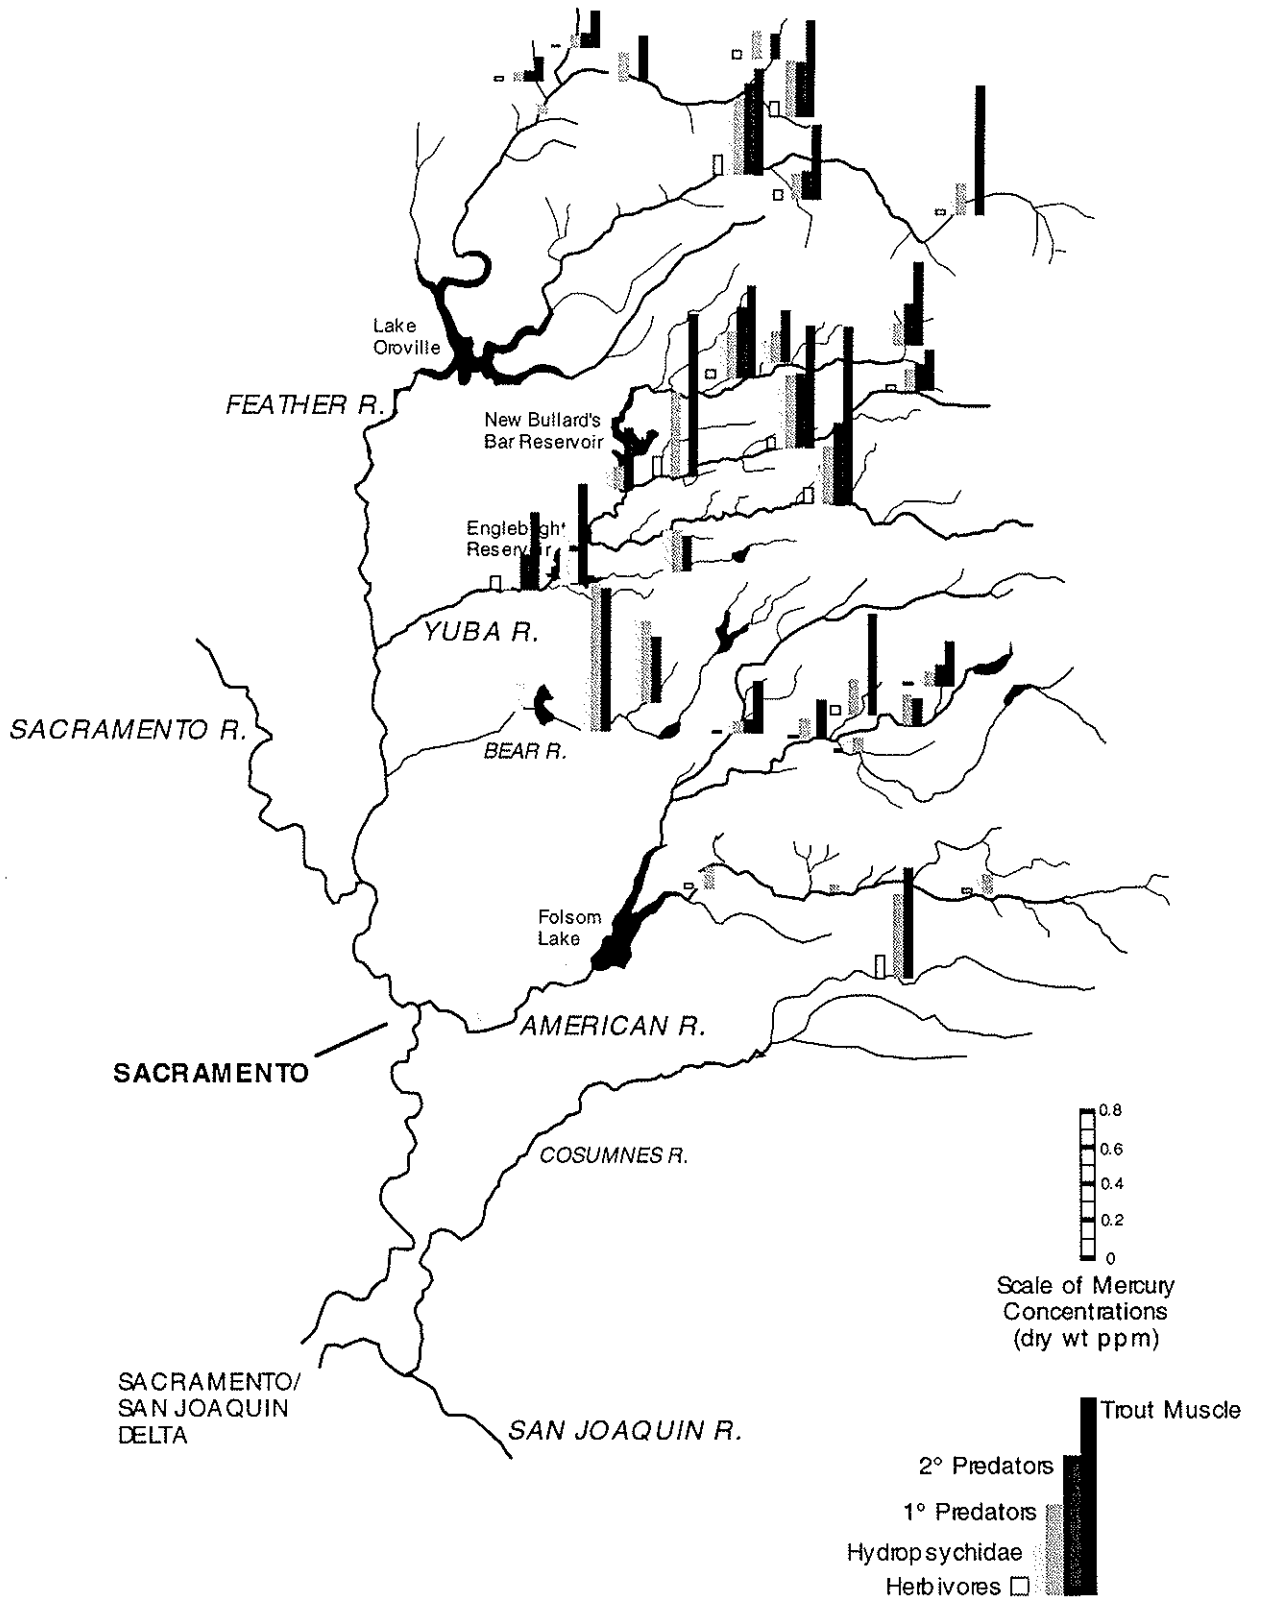 Lake
Oroville
FEATHER R.
New Bullard's
Bar Reservoir
Englebright
Reservoir
YUBA R.
SACRAMENTO R.
BEAR R.
Folsom
Lake
AMERICAN R.
SACRAMENTO
COSUMNES R.
0.8
0.6
0.4
0.2
0
Scale of Mercury
Concentrations
(dry wt ppm)
SACRAMENTO/
SAN JOAQUIN
DELTA
SAN JOAQUIN R.
Trout Muscle
2° Predators
1° Predators
Hydropsychidae
Herbivores